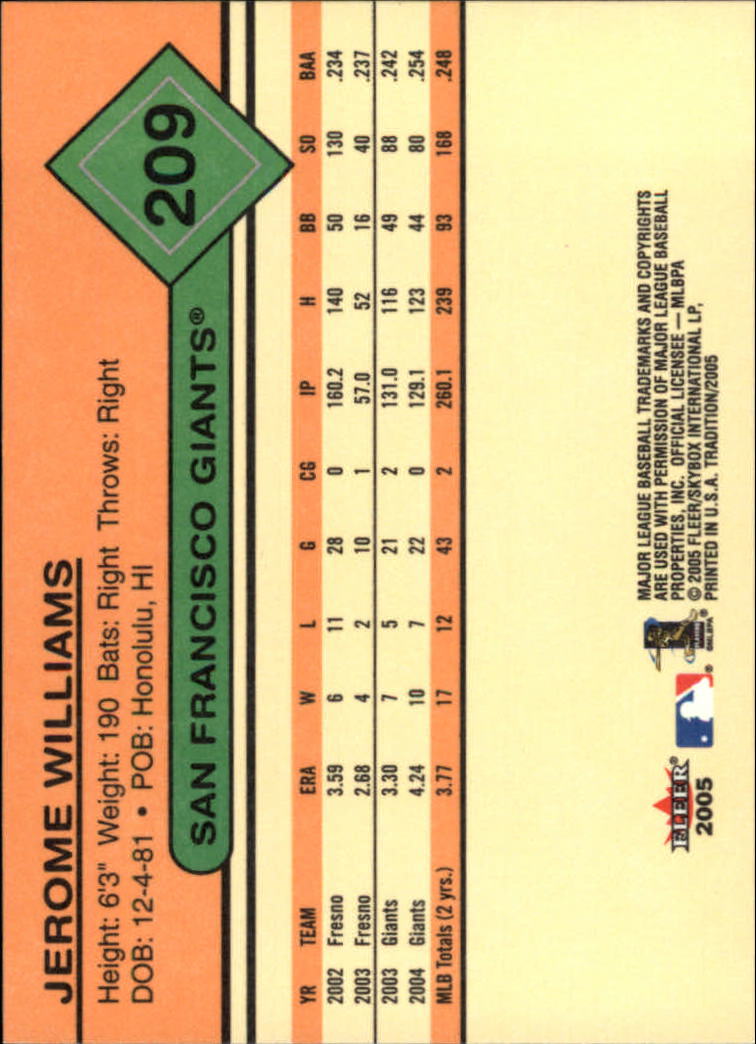 JEROME WILLIAMS
209
Height: 6'3" Weight: 190 Bats: Right Throws: Right
DOB: 12-4-81 • POB: Honolulu, HI
SAN FRANCISCO GIANTS®
YR TEAM ERA W L G CG IP H BB SO BAA
2002 Fresno 3.59 6 11 28 0 160.2 140 50 130 .234
2003 Fresno 2.68 4 2 10 1 57.0 52 16 40 .237
2003 Giants 3.30 7 5 21 2 131.0 116 49 88 .242
2004 Giants 4.24 10 7 22 0 129.1 123 44 80 .254
MLB Totals (2 yrs.) 3.77 17 12 43 2 260.1 239 93 168 .248
FLEER®
2005
®
®
©MLBPA
MAJOR LEAGUE BASEBALL TRADEMARKS AND COPYRIGHTS
ARE USED WITH PERMISSION OF MAJOR LEAGUE BASEBALL
PROPERTIES, INC. OFFICIAL LICENSEE — MLBPA
© 2005 FLEER/SKYBOX INTERNATIONAL LP,
PRINTED IN U.S.A. TRADITION/2005